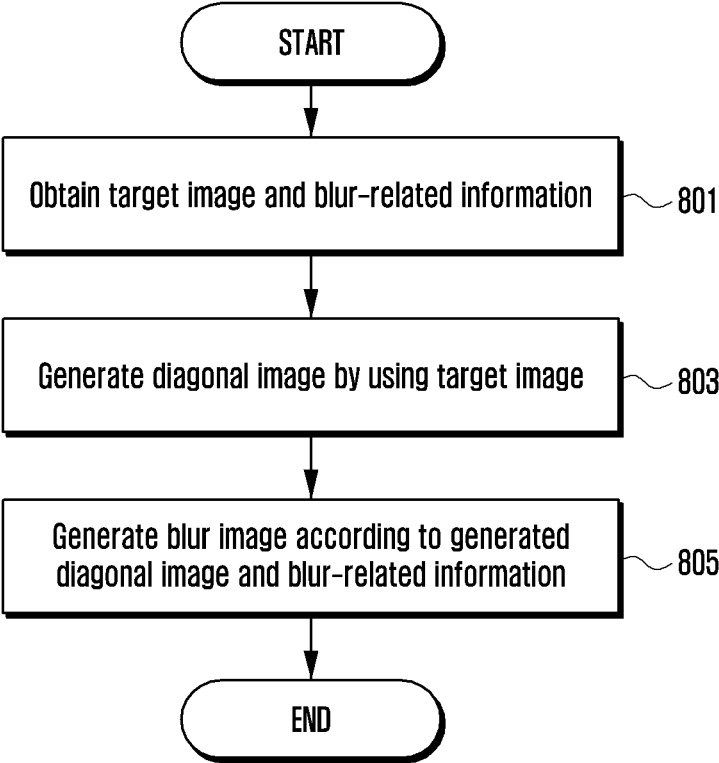 START
Obtain target image and blur-related information
801
Generate diagonal image by using target image
803
Generate blur image according to generated
diagonal image and blur-related information
805
END